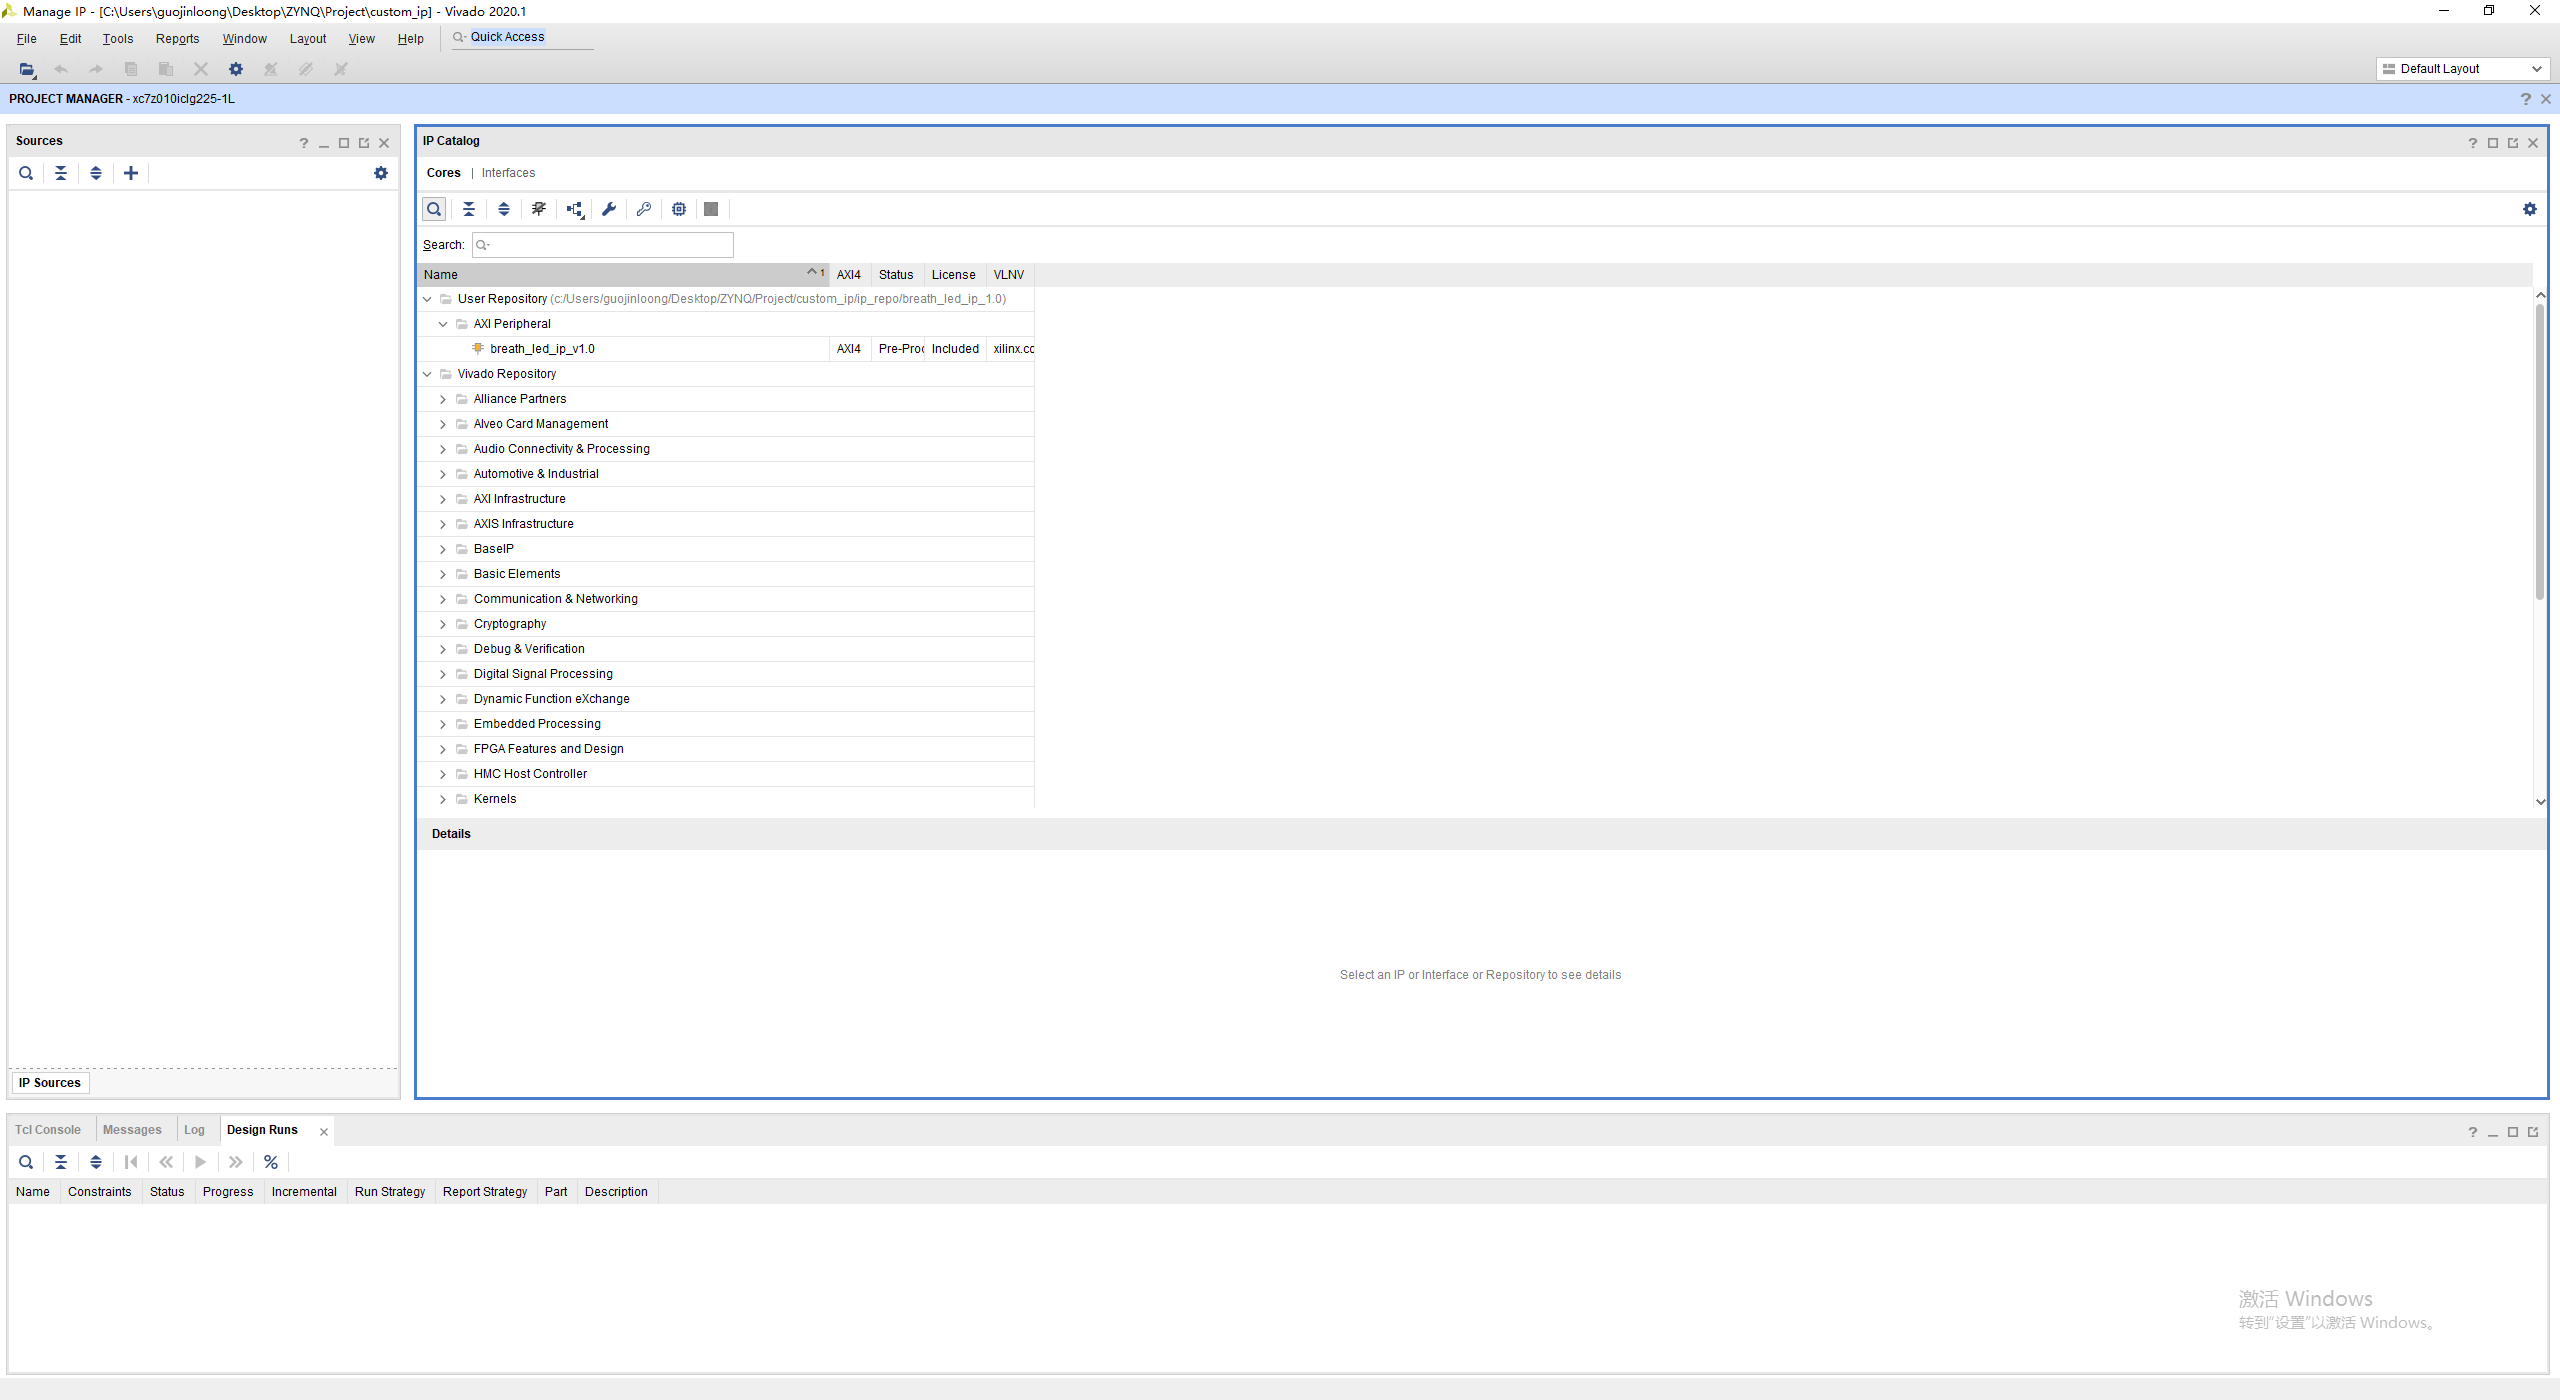 Manage IP - [C:\Users\guojinloong\Desktop\ZYNQ\Project\custom_ip] - Vivado 2020.1
File Edit Tools Reports Window Layout View Help Quick Access
Default Layout
PROJECT MANAGER - xc7z010iclg225-1L
Sources
IP Catalog
Cores | Interfaces
Search:
Name 1 AXI4 Status License VLNV
User Repository (c:/Users/guojinloong/Desktop/ZYNQ/Project/custom_ip/ip_repo/breath_led_ip_1.0)
AXI Peripheral
breath_led_ip_v1.0 AXI4 Pre-Proc Included xilinx.co
Vivado Repository
Alliance Partners
Alveo Card Management
Audio Connectivity & Processing
Automotive & Industrial
AXI Infrastructure
AXIS Infrastructure
BaseIP
Basic Elements
Communication & Networking
Cryptography
Debug & Verification
Digital Signal Processing
Dynamic Function eXchange
Embedded Processing
FPGA Features and Design
HMC Host Controller
Kernels
Details
Select an IP or Interface or Repository to see details
IP Sources
Tcl Console Messages Log Design Runs
Name Constraints Status Progress Incremental Run Strategy Report Strategy Part Description
激活 Windows
转到"设置"以激活 Windows。